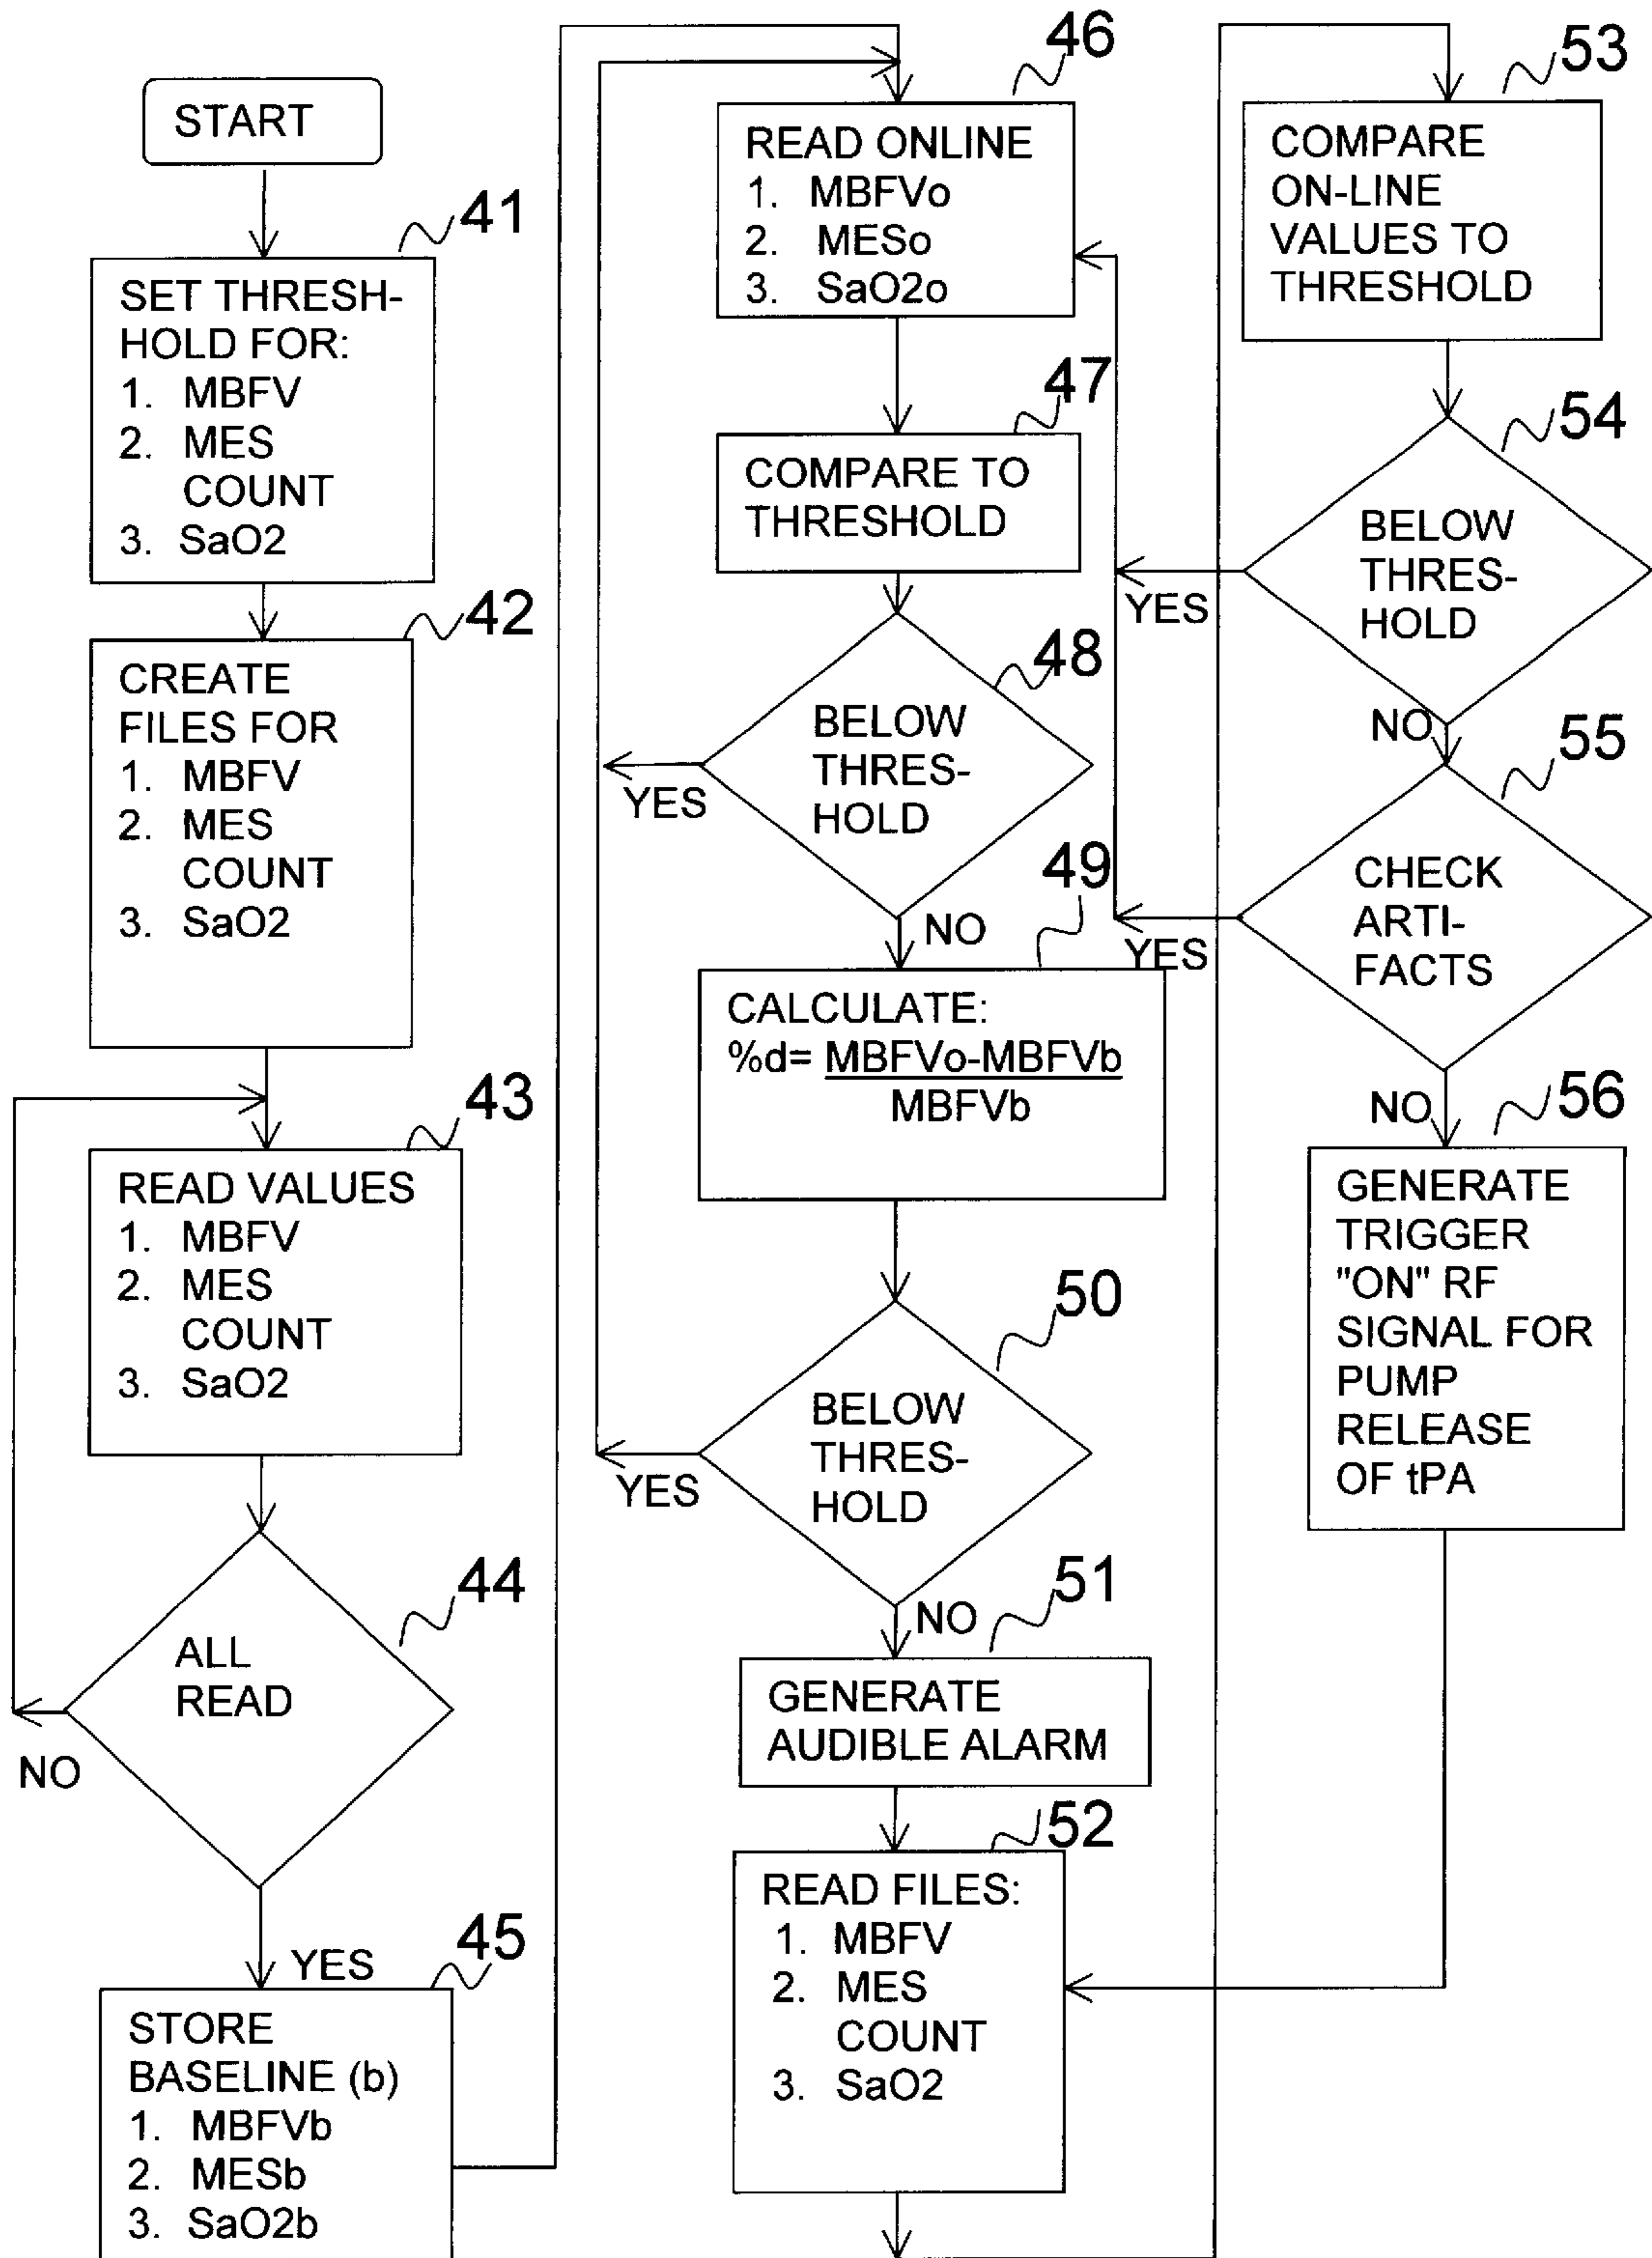 START
41
SET THRESH-
HOLD FOR:
1. MBFV
2. MES
COUNT
3. SaO2
42
CREATE
FILES FOR
1. MBFV
2. MES
COUNT
3. SaO2
43
READ VALUES
1. MBFV
2. MES
COUNT
3. SaO2
44
ALL
READ
NO
YES
45
STORE
BASELINE (b)
1. MBFVb
2. MESb
3. SaO2b
46
READ ONLINE
1. MBFVo
2. MESo
3. SaO2o
47
COMPARE TO
THRESHOLD
48
BELOW
THRES-
HOLD
YES
NO
49
CALCULATE:
%d= MBFVo-MBFVb
MBFVb
50
BELOW
THRES-
HOLD
YES
NO
51
GENERATE
AUDIBLE ALARM
52
READ FILES:
1. MBFV
2. MES
COUNT
3. SaO2
53
COMPARE
ON-LINE
VALUES TO
THRESHOLD
54
BELOW
THRES-
HOLD
YES
NO
55
CHECK
ARTI-
FACTS
YES
NO
56
GENERATE
TRIGGER
"ON" RF
SIGNAL FOR
PUMP
RELEASE
OF tPA